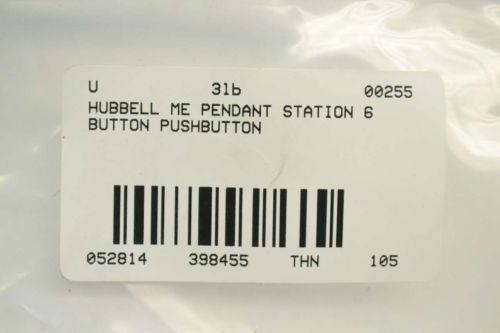 U 31b 00255
HUBBELL ME PENDANT STATION 6
BUTTON PUSHBUTTON
052814 398455 THN 105